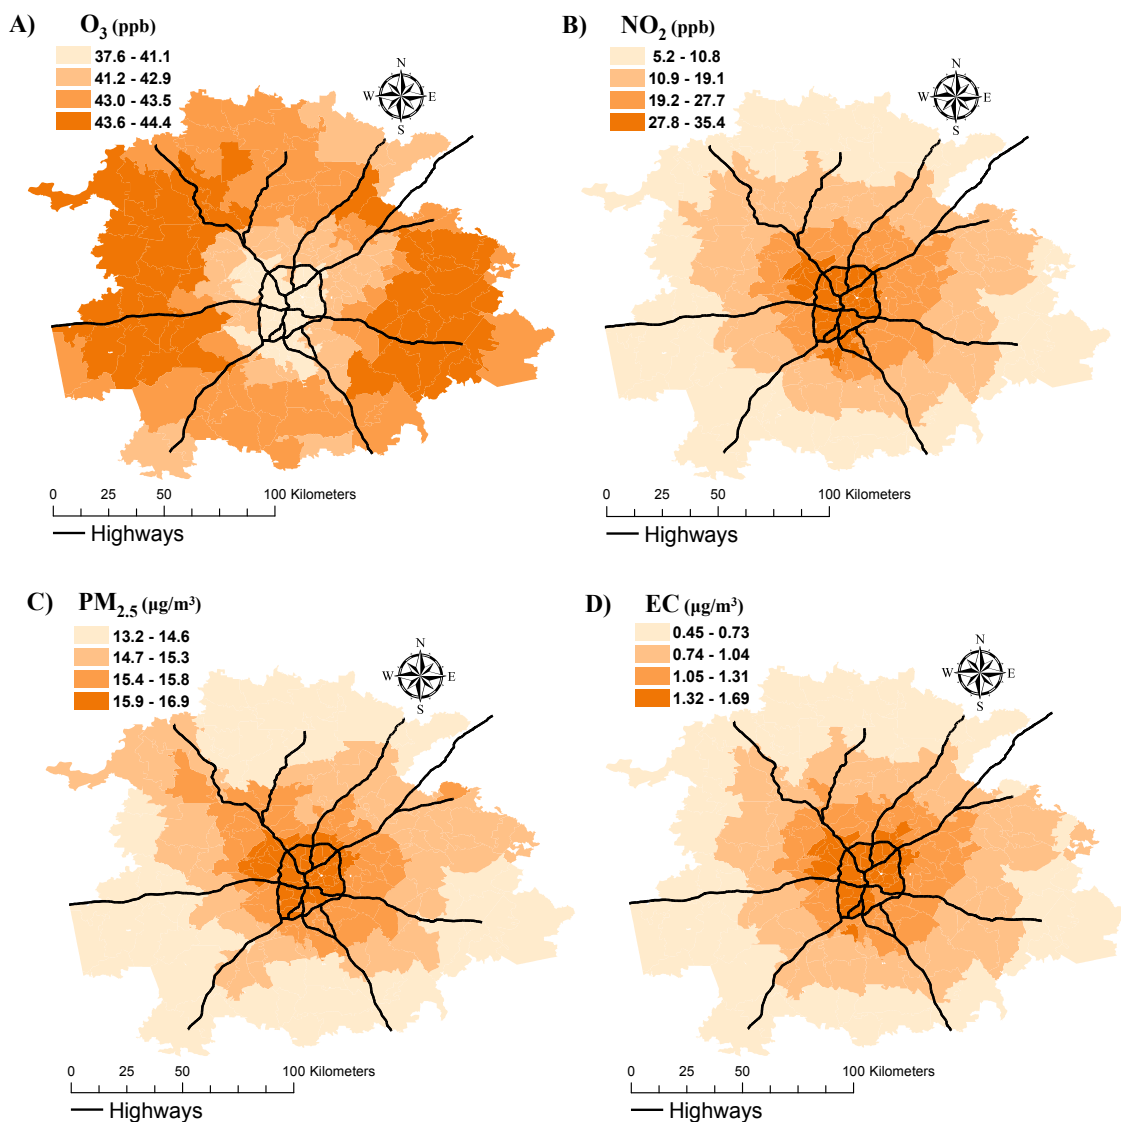 A) O₃ (ppb)
37.6 - 41.1
41.2 - 42.9
43.0 - 43.5
43.6 - 44.4
N
W E
S
0 25 50 100 Kilometers
Highways
B) NO₂ (ppb)
5.2 - 10.8
10.9 - 19.1
19.2 - 27.7
27.8 - 35.4
N
W E
S
0 25 50 100 Kilometers
Highways
C) PM₂.₅ (µg/m³)
13.2 - 14.6
14.7 - 15.3
15.4 - 15.8
15.9 - 16.9
N
W E
S
0 25 50 100 Kilometers
Highways
D) EC (µg/m³)
0.45 - 0.73
0.74 - 1.04
1.05 - 1.31
1.32 - 1.69
N
W E
S
0 25 50 100 Kilometers
Highways